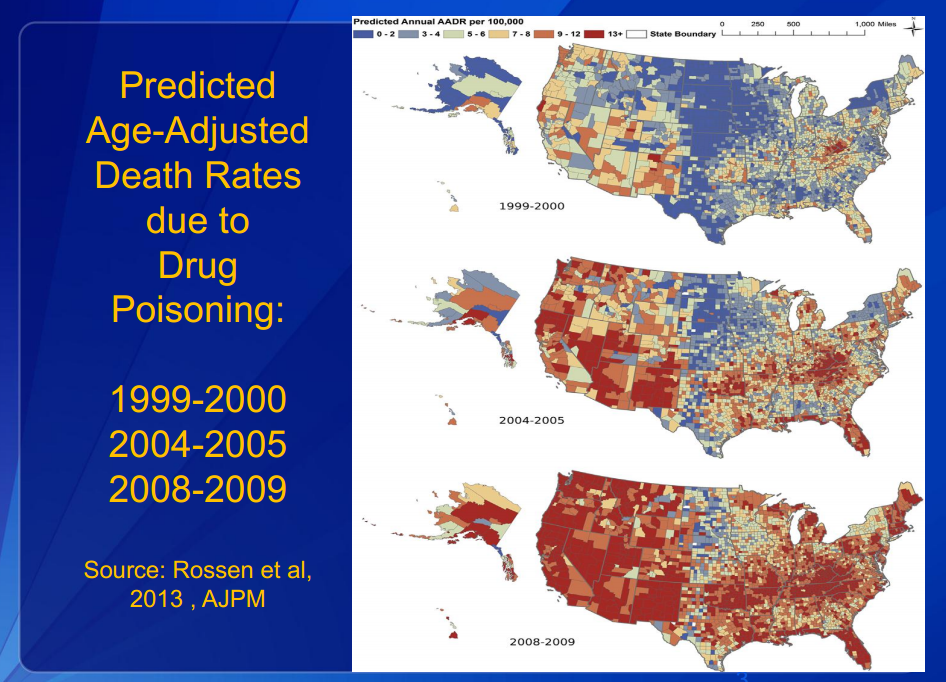 Predicted
Age-Adjusted
Death Rates
due to
Drug
Poisoning:
1999-2000
2004-2005
2008-2009
Source: Rossen et al,
2013 , AJPM
Predicted Annual AADR per 100,000
0 - 2 3 - 4 5 - 6 7 - 8 9 - 12 13+ State Boundary
0 250 500 1,000 Miles
N
1999-2000
2004-2005
2008-2009